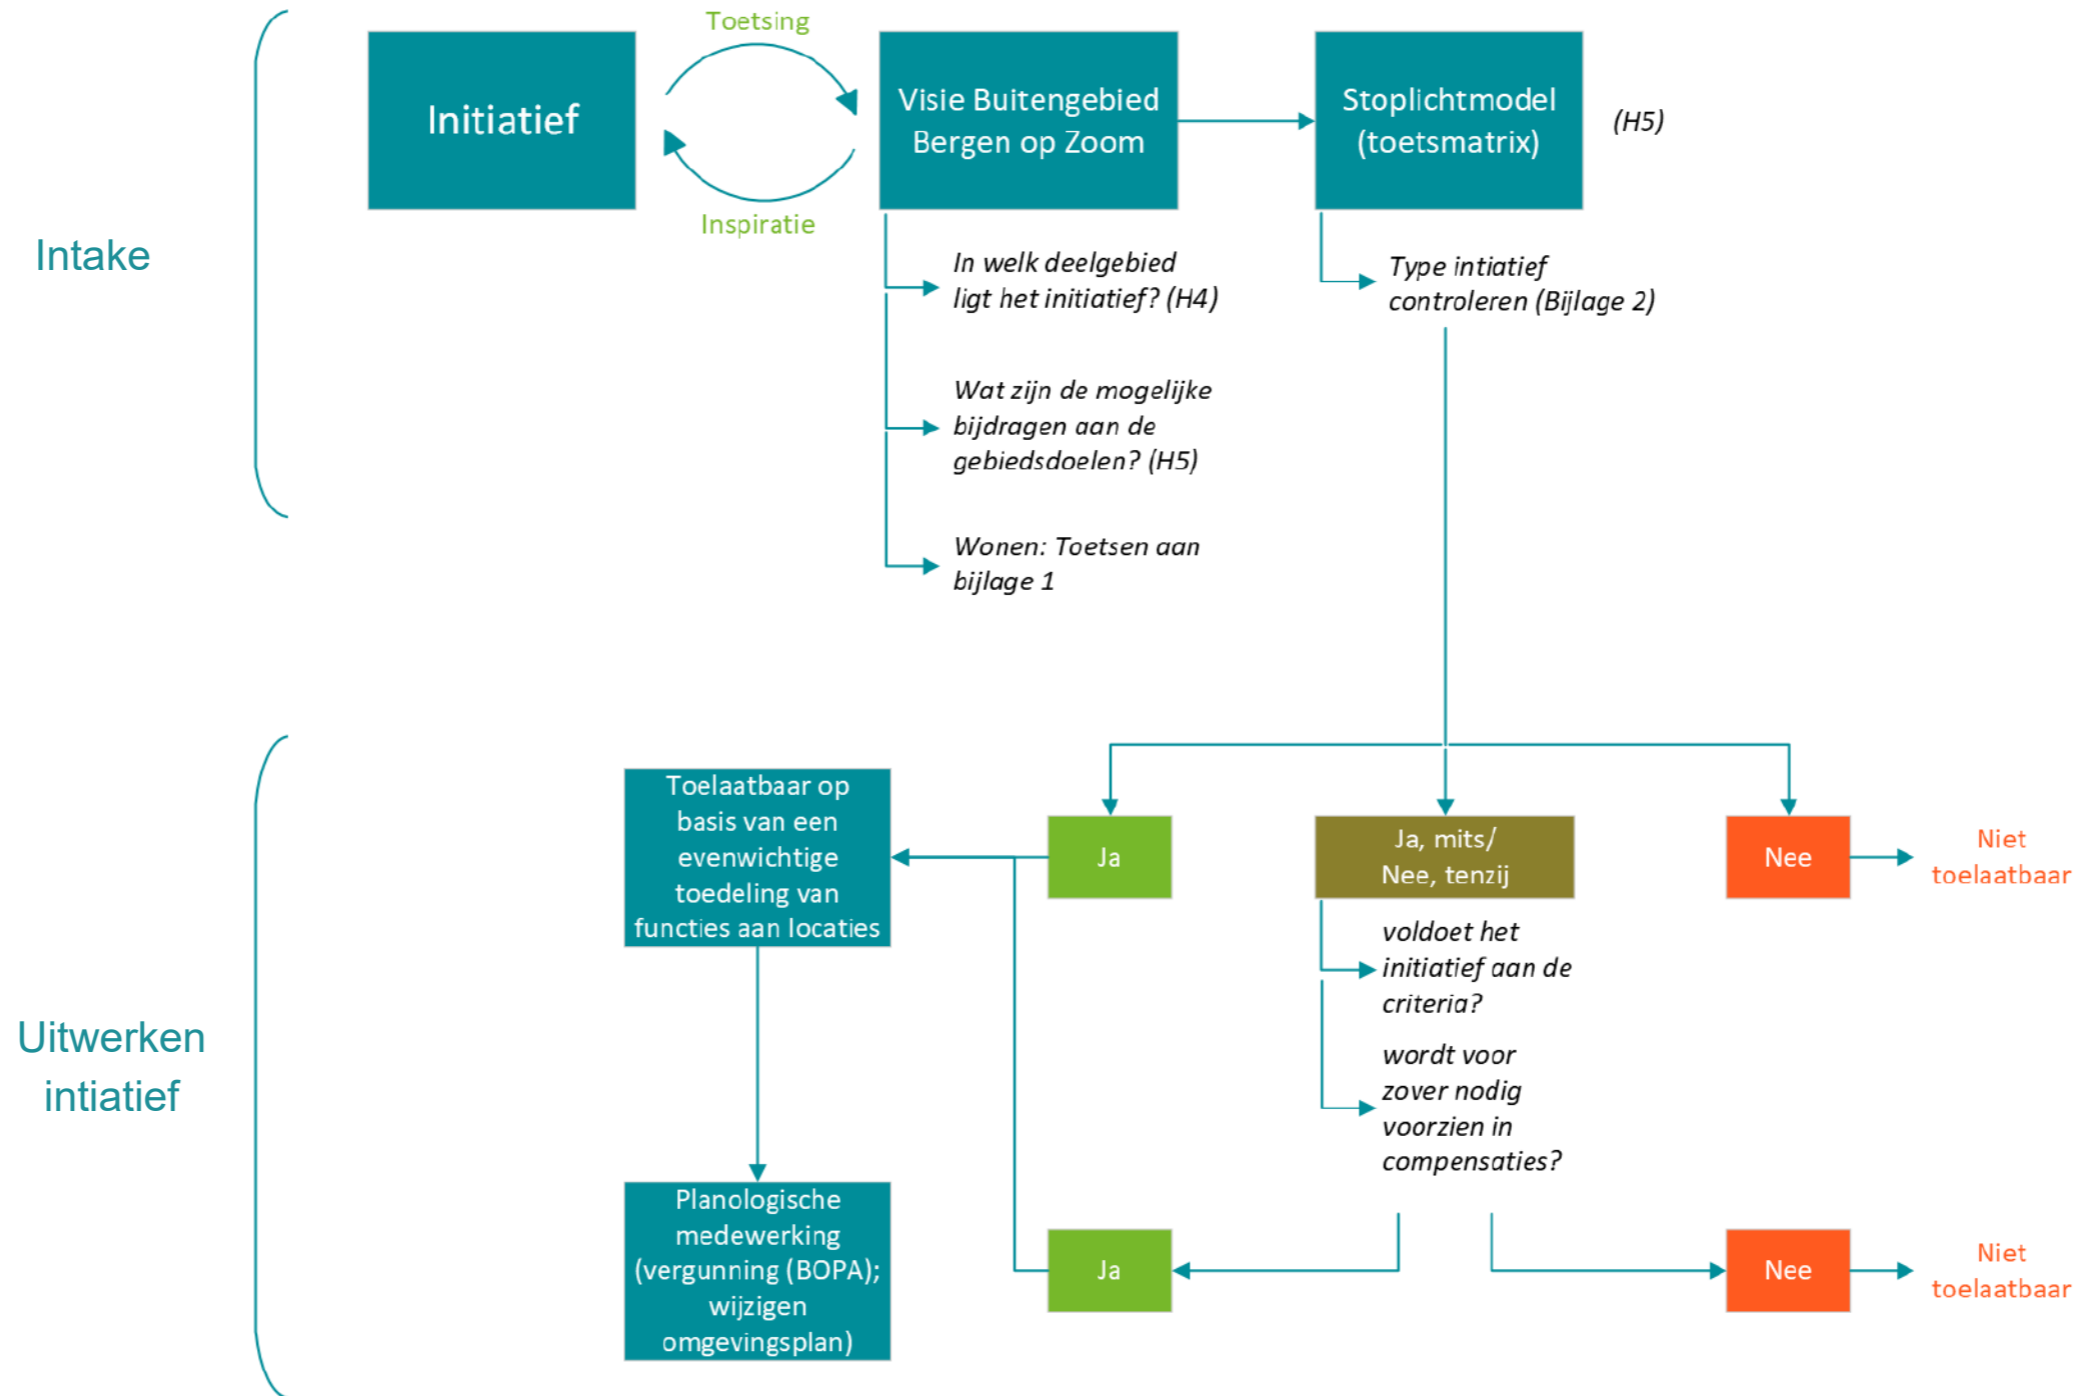 Intake
Initiatief
Toetsing
Inspiratie
Visie Buitengebied
Bergen op Zoom
Stoplichtmodel
(toetsmatrix)
(H5)
In welk deelgebied
ligt het initiatief? (H4)
Wat zijn de mogelijke
bijdragen aan de
gebiedsdoelen? (H5)
Wonen: Toetsen aan
bijlage 1
Type intiatief
controleren (Bijlage 2)
Uitwerken
intiatief
Toelaatbaar op
basis van een
evenwichtige
toedeling van
functies aan locaties
Ja
Ja, mits/
Nee, tenzij
Nee
Niet
toelaatbaar
voldoet het
initiatief aan de
criteria?
wordt voor
zover nodig
voorzien in
compensaties?
Planologische
medewerking
(vergunning (BOPA);
wijzigen
omgevingsplan)
Ja
Nee
Niet
toelaatbaar